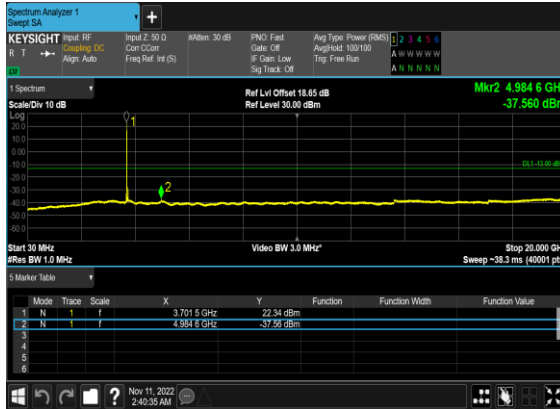 Spectrum Analyzer 1
Swept SA
+
KEYSIGHT Input: RF Input Z: 50 Ω #Atten: 30 dB PNO: Fast Avg Type: Power (RMS) 1 2 3 4 5 6
R T Coupling: DC Corr CCorr Gate: Off Avg|Hold: 100/100 A W W W W W
Align: Auto Freq Ref: Int (S) IF Gain: Low Trig: Free Run
LU Sig Track: Off A N N N N N
1 Spectrum Mkr2 4.984 6 GHz
Ref Lvl Offset 18.65 dB
Scale/Div 10 dB Ref Level 30.00 dBm -37.560 dBm
Log
20.0
10.0
0.00
-10.0
-20.0
-30.0
-40.0
-50.0
-60.0
1
2
DL1 -13.00 dBm
Start 30 MHz Video BW 3.0 MHz* Stop 20.000 GHz
#Res BW 1.0 MHz Sweep ~38.3 ms (40001 pts)
5 Marker Table
Mode Trace Scale X Y Function Function Width Function Value
1 N 1 f 3.701 5 GHz 22.34 dBm
2 N 1 f 4.984 6 GHz -37.56 dBm
3
4
5
6
? Nov 11, 2022
2:40:35 AM